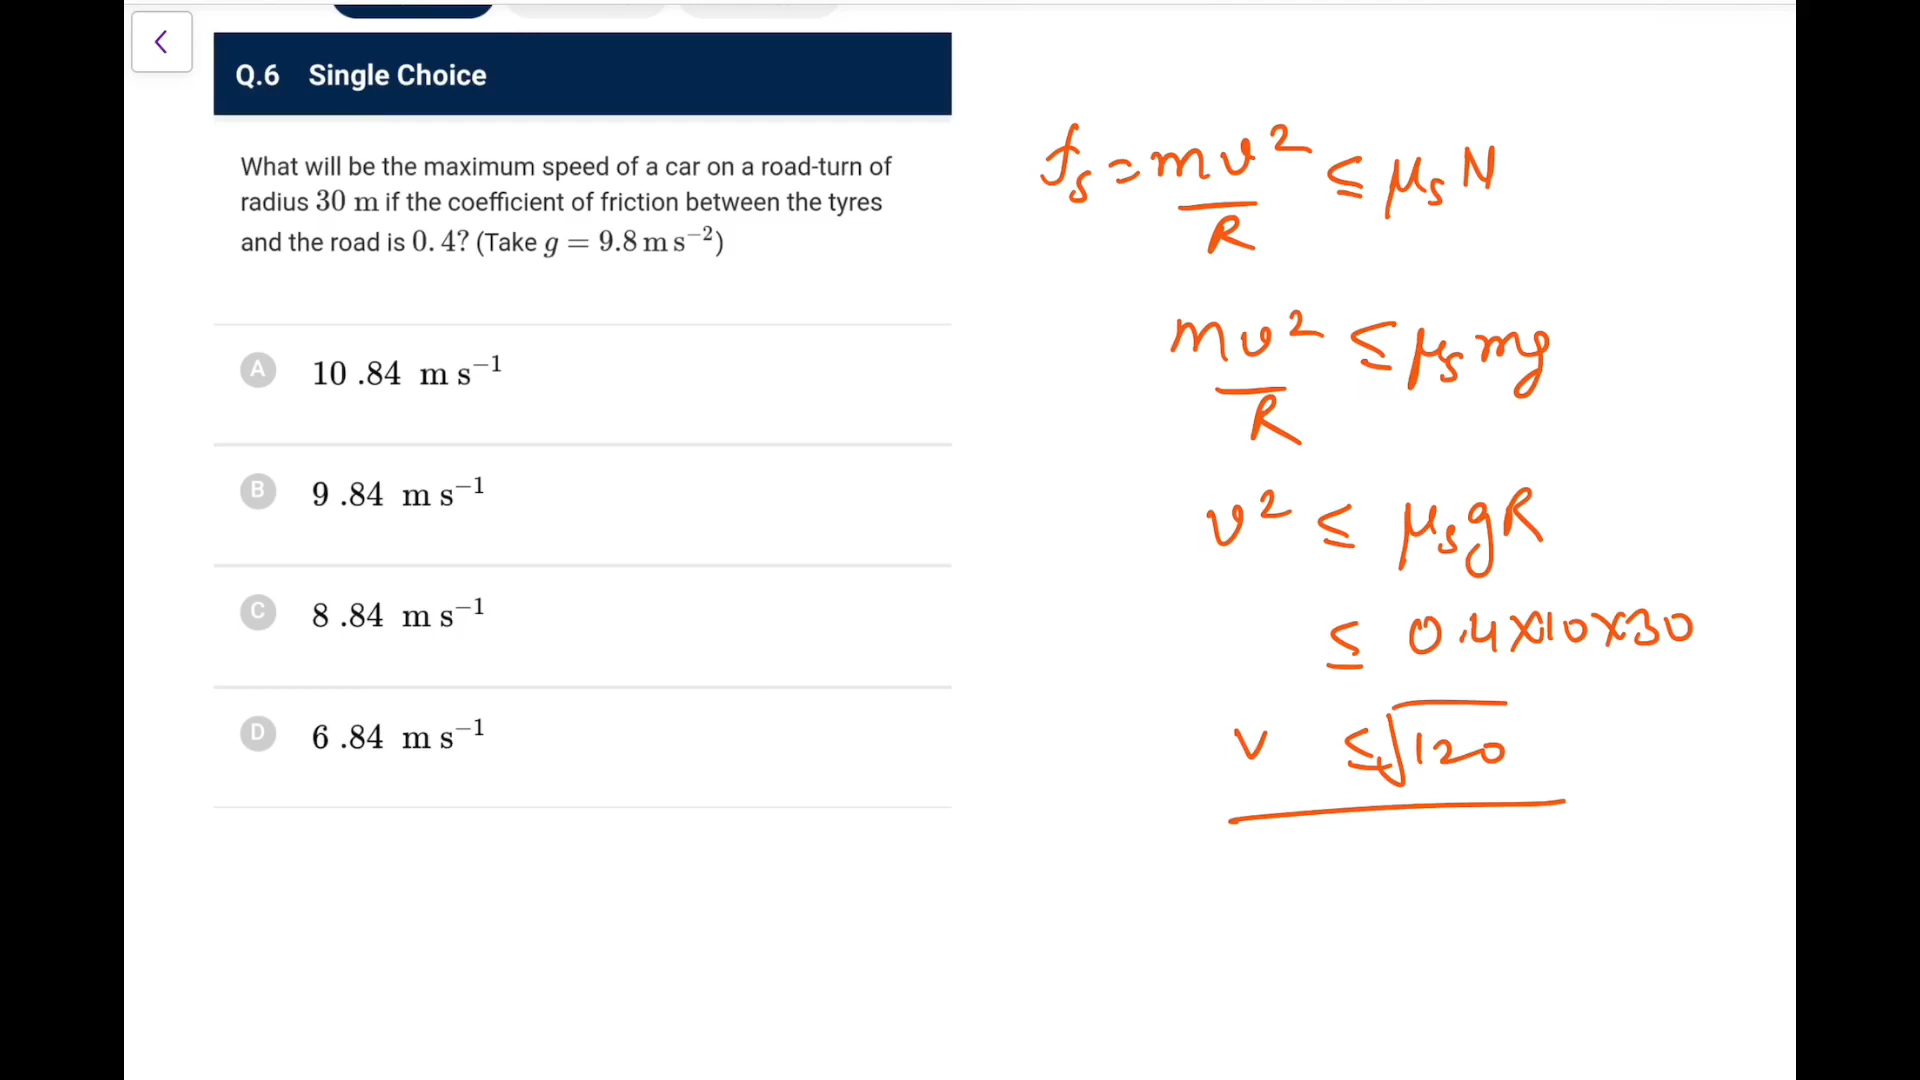 Q.6 Single Choice
What will be the maximum speed of a car on a road-turn of
radius 30 m if the coefficient of friction between the tyres
and the road is 0.4? (Take g = 9.8 m s⁻²)
A 10 .84 m s⁻¹
B 9 .84 m s⁻¹
C 8 .84 m s⁻¹
D 6 .84 m s⁻¹
fₛ = mv²/R ≤ μₛN
mv²/R ≤ μₛmg
v² ≤ μₛgR
≤ 0.4×10×30
v ≤ √120